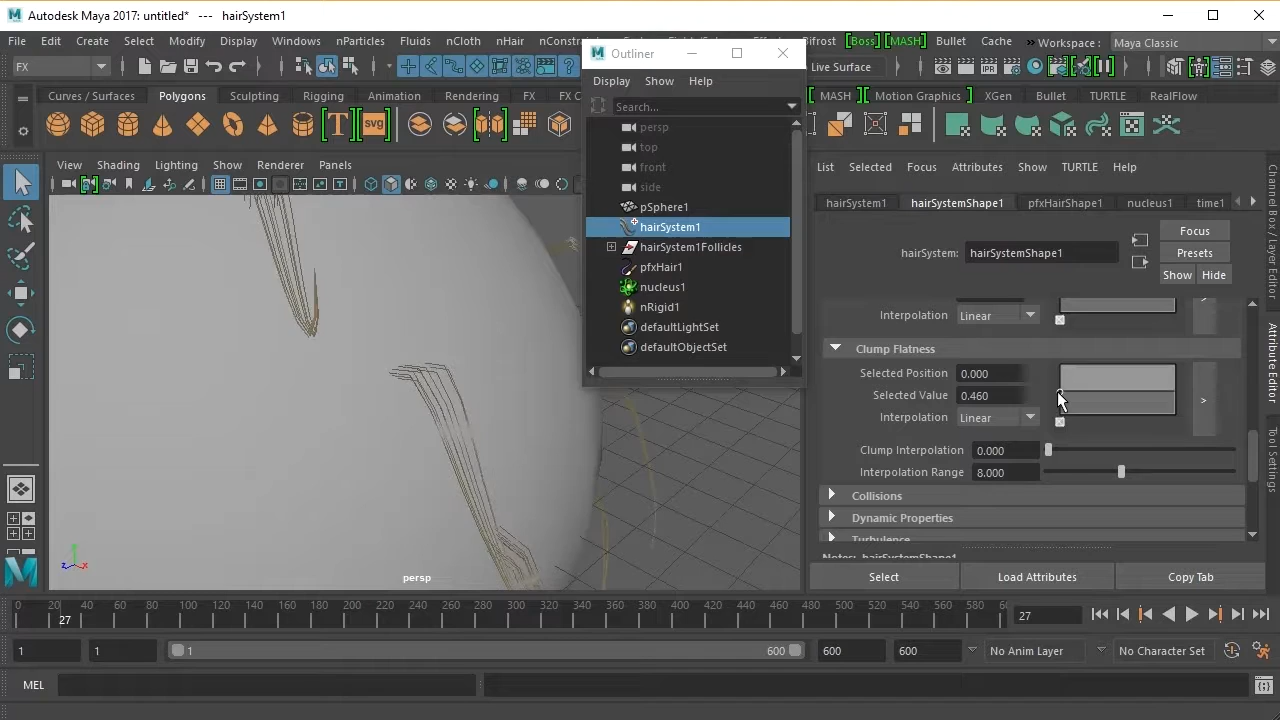 Autodesk Maya 2017: untitled* --- hairSystem1
File Edit Create Select Modify Display Windows nParticles Fluids nCloth nHair Bifrost [Boss] [MASH] Bullet Cache » Workspace : Maya Classic
FX Live Surface
Outliner
Display Show Help
Search...
persp
top
front
side
pSphere1
hairSystem1
hairSystem1Follicles
pfxHair1
nucleus1
nRigid1
defaultLightSet
defaultObjectSet
Curves / Surfaces Polygons Sculpting Rigging Animation Rendering FX MASH Motion Graphics XGen Bullet TURTLE RealFlow
T svg
View Shading Lighting Show Renderer Panels
persp
List Selected Focus Attributes Show TURTLE Help
hairSystem1 hairSystemShape1 pfxHairShape1 nucleus1 time1
hairSystem: hairSystemShape1
Focus
Presets
Show Hide
Interpolation Linear
Clump Flatness
Selected Position 0.000
Selected Value 0.460
Interpolation Linear
>
Clump Interpolation 0.000
Interpolation Range 8.000
Collisions
Dynamic Properties
Turbulence
Notes: hairSystemShape1
Select Load Attributes Copy Tab
Channel Box / Layer Editor
Attribute Editor
Tool Settings
0 20 40 60 80 100 120 140 160 180 200 220 240 260 280 300 320 340 360 380 400 420 440 460 480 500 520 540 560 580
27
27
1 1 1 600 600 600 No Anim Layer No Character Set
MEL